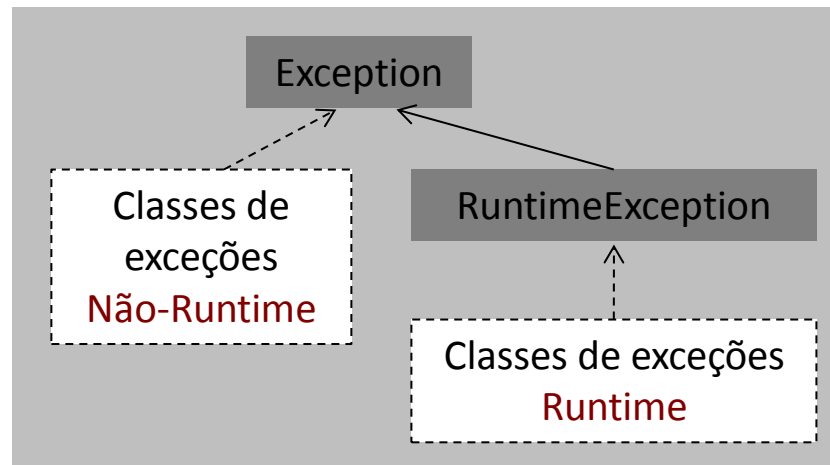 Exception
Classes de
exceções
Não-Runtime
RuntimeException
Classes de exceções
Runtime